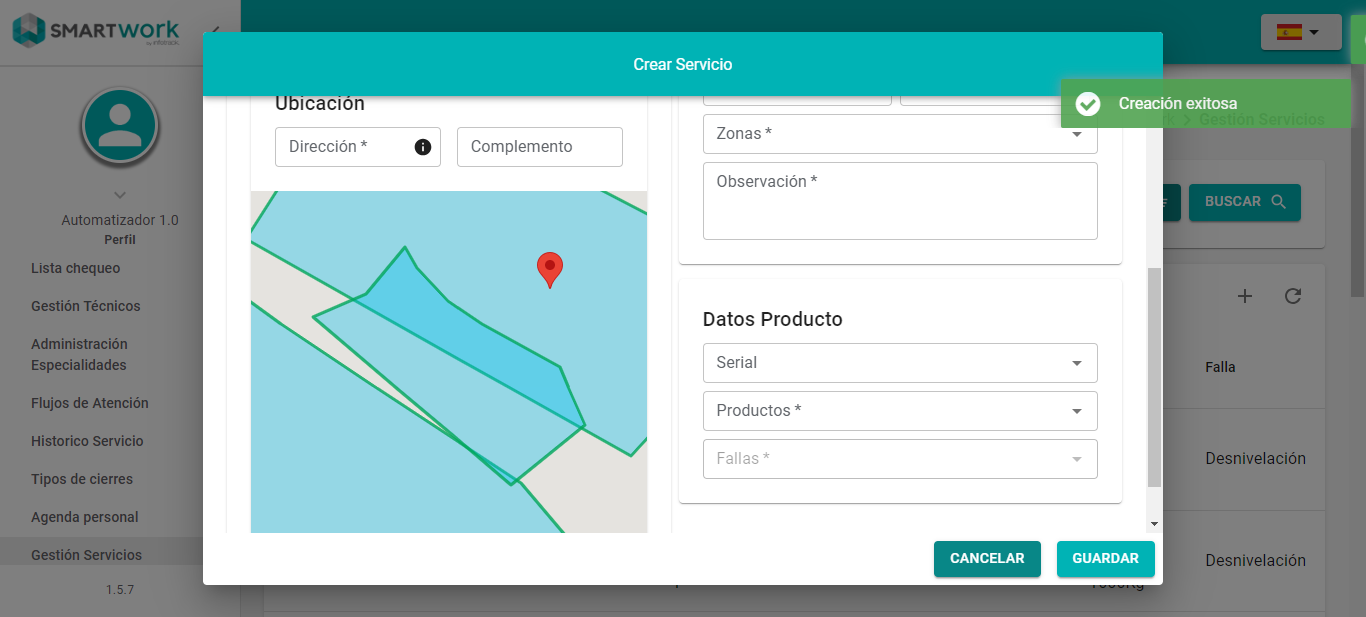 SMARTwork
Crear Servicio
Creación exitosa
Gestión Servicios
Automatizador 1.0
Perfil
Lista chequeo
Gestión Técnicos
Administración
Especialidades
Flujos de Atención
Historico Servicio
Tipos de cierres
Agenda personal
Gestión Servicios
1.5.7
Ubicación
Dirección *
Complemento
Zonas *
Observación *
Datos Producto
Serial
Productos *
Fallas *
CANCELAR
GUARDAR
BUSCAR
Falla
Desnivelación
Desnivelación